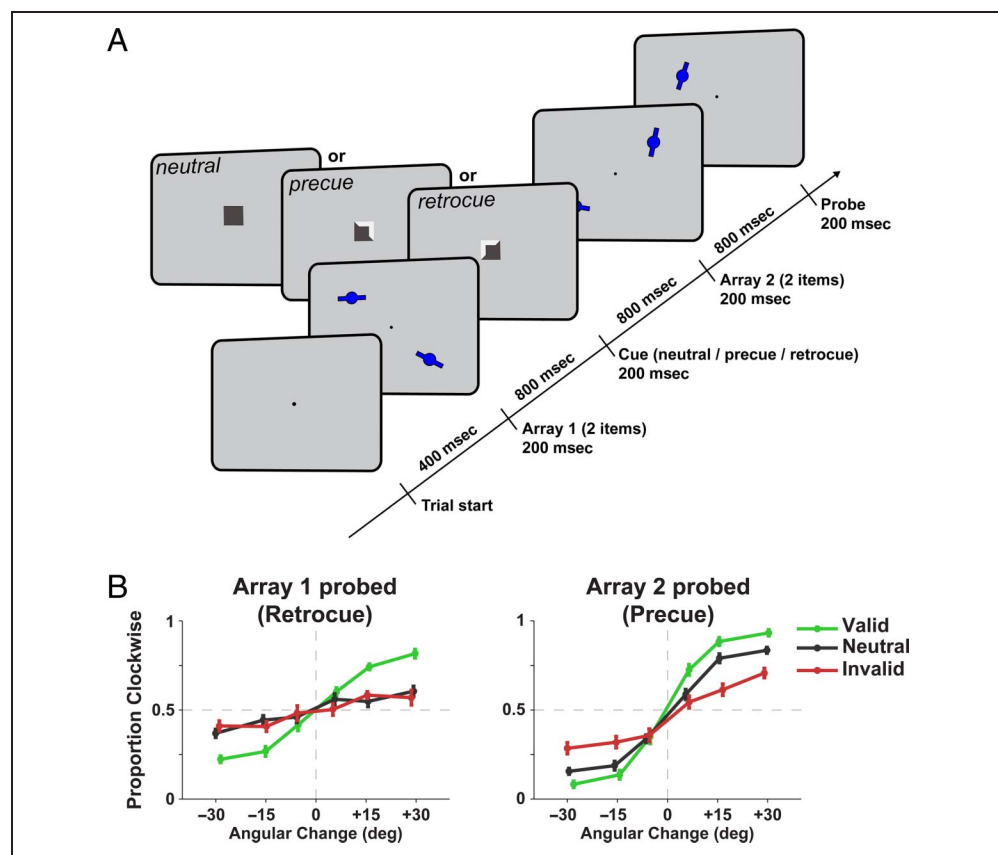 A
neutral
or
precue
or
retrocue
Probe
200 msec
800 msec
Array 2 (2 items)
200 msec
800 msec
Cue (neutral / precue / retrocue)
200 msec
800 msec
Array 1 (2 items)
200 msec
400 msec
Trial start
B
Array 1 probed
(Retrocue)
Proportion Clockwise
1
0.5
0
–30
–15
0
+15
+30
Angular Change (deg)
Array 2 probed
(Precue)
1
0.5
0
–30
–15
0
+15
+30
Angular Change (deg)
Valid
Neutral
Invalid